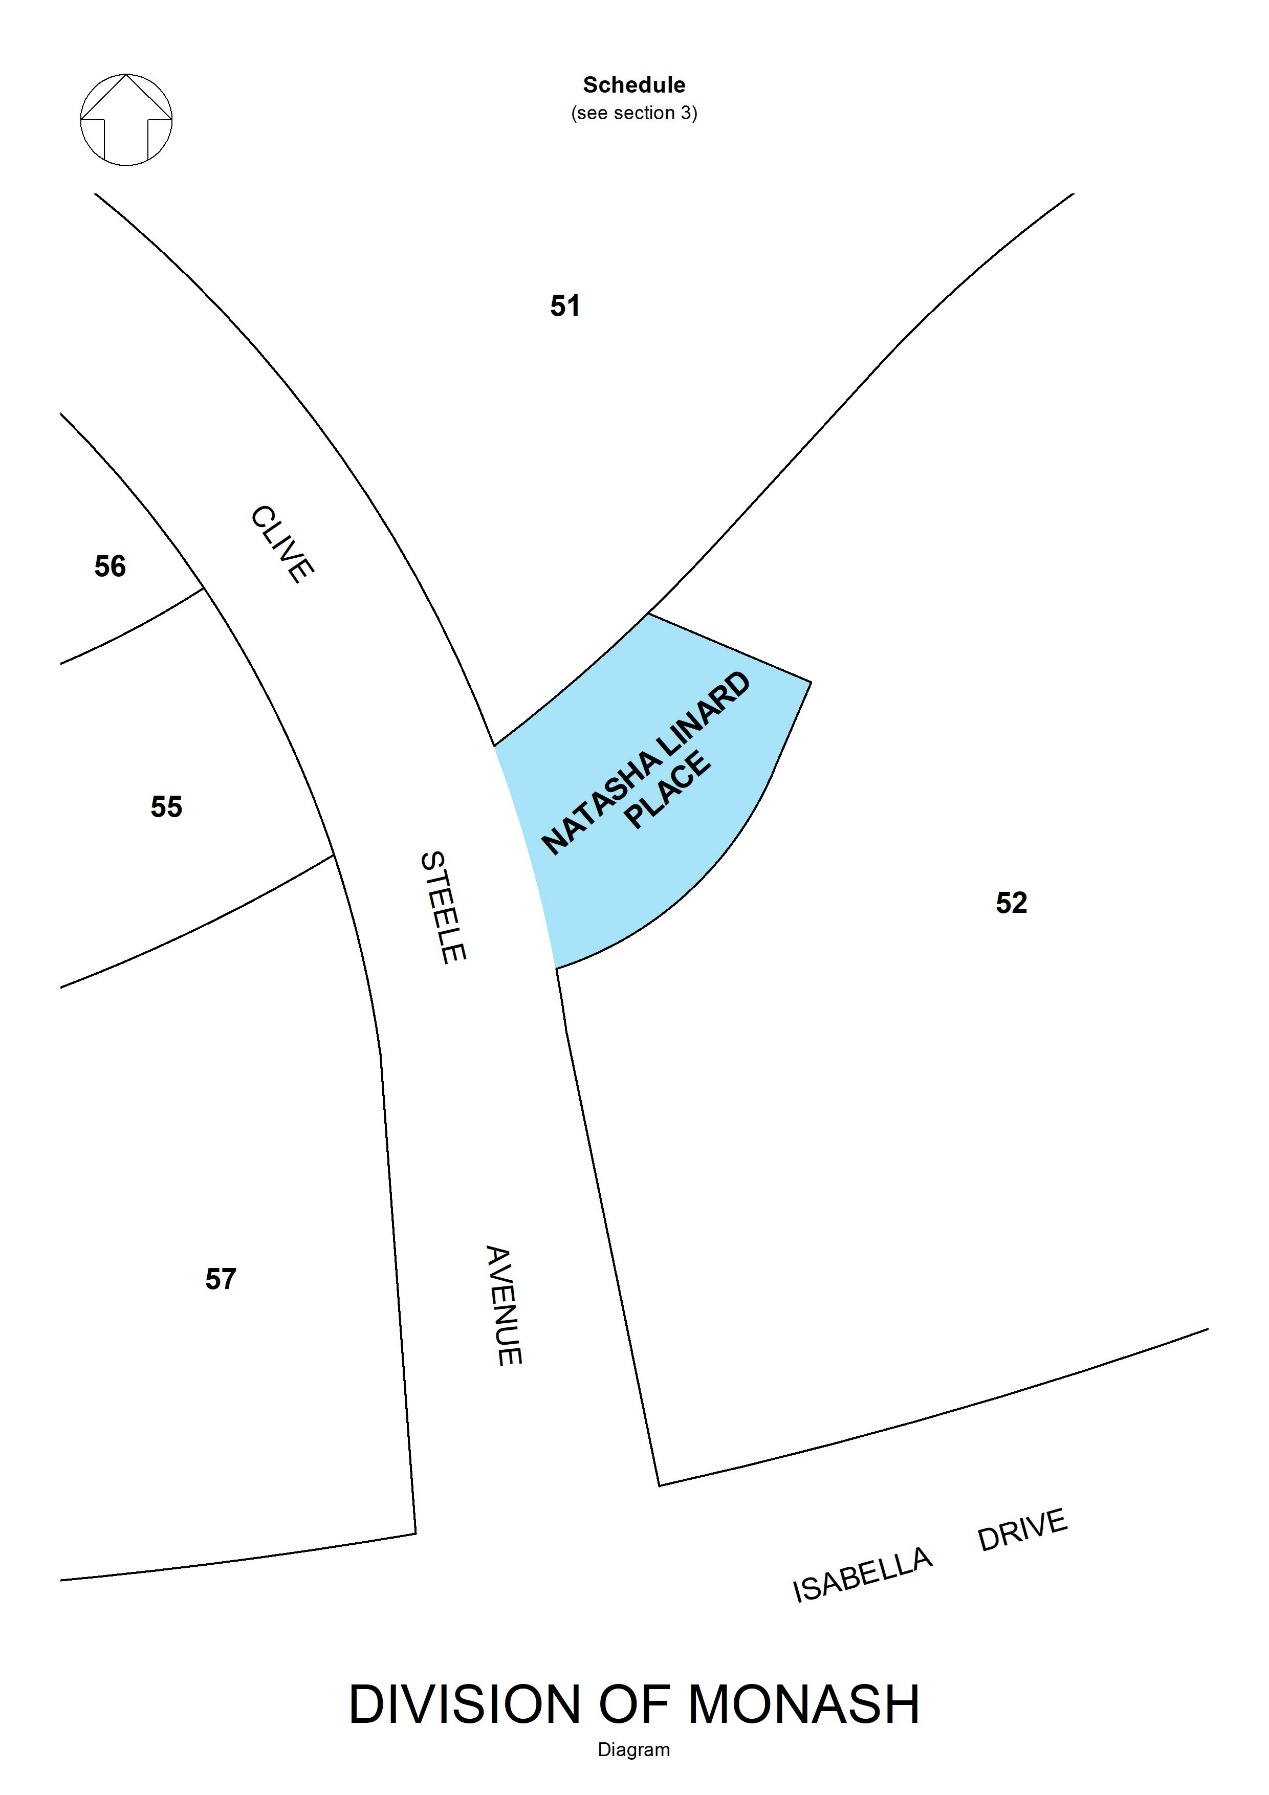 Schedule
(see section 3)
51
CLIVE
56
NATASHA LINARD
PLACE
55
STEELE
52
AVENUE
57
ISABELLA DRIVE
DIVISION OF MONASH
Diagram